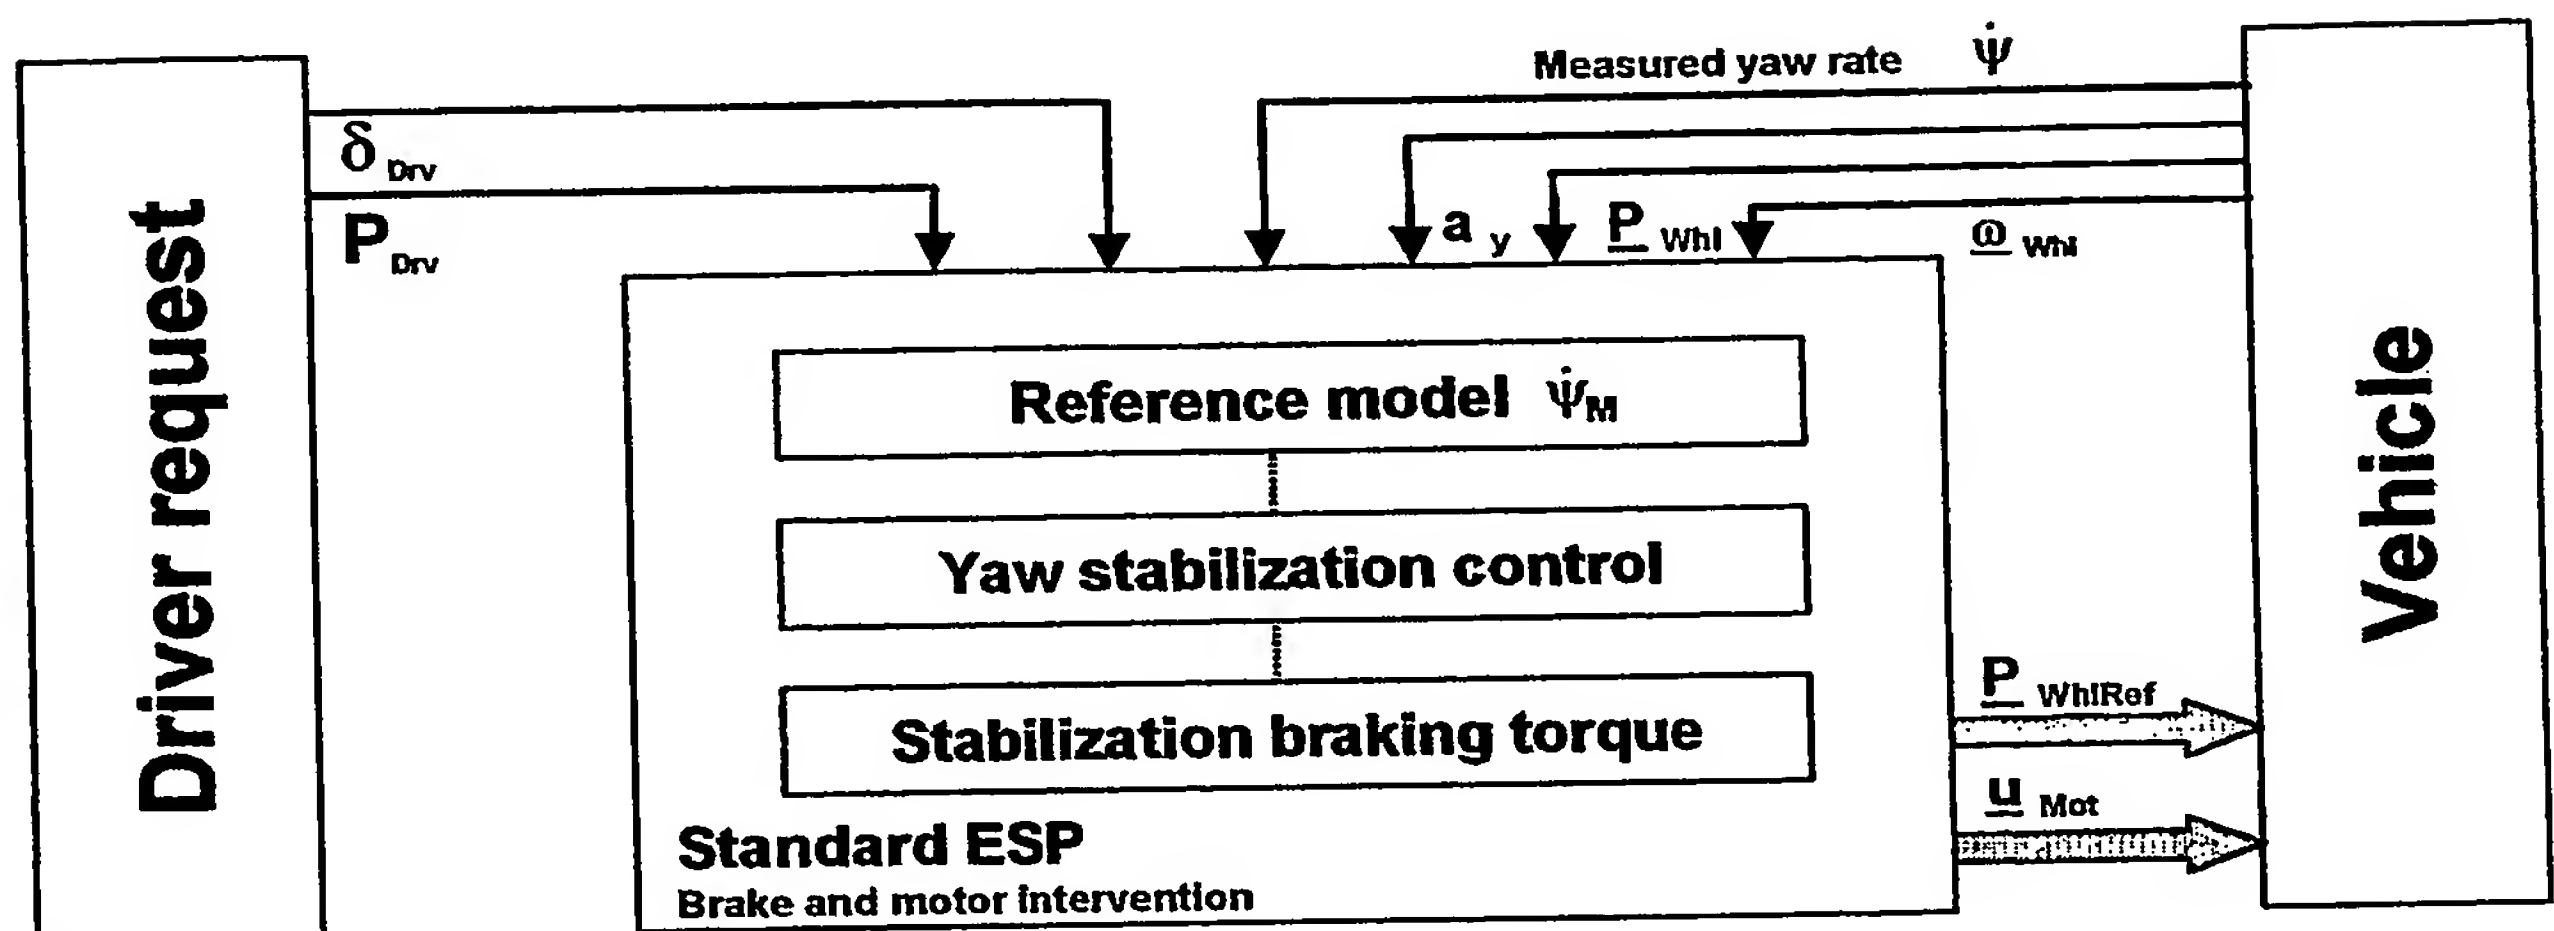 Driver request
δ Drv
P Drv
Measured yaw rate ψ̇
a y
P Whl
ω Whl
Vehicle
Reference model ψ̇M
Yaw stabilization control
Stabilization braking torque
Standard ESP
Brake and motor intervention
P WhlRef
u Mot